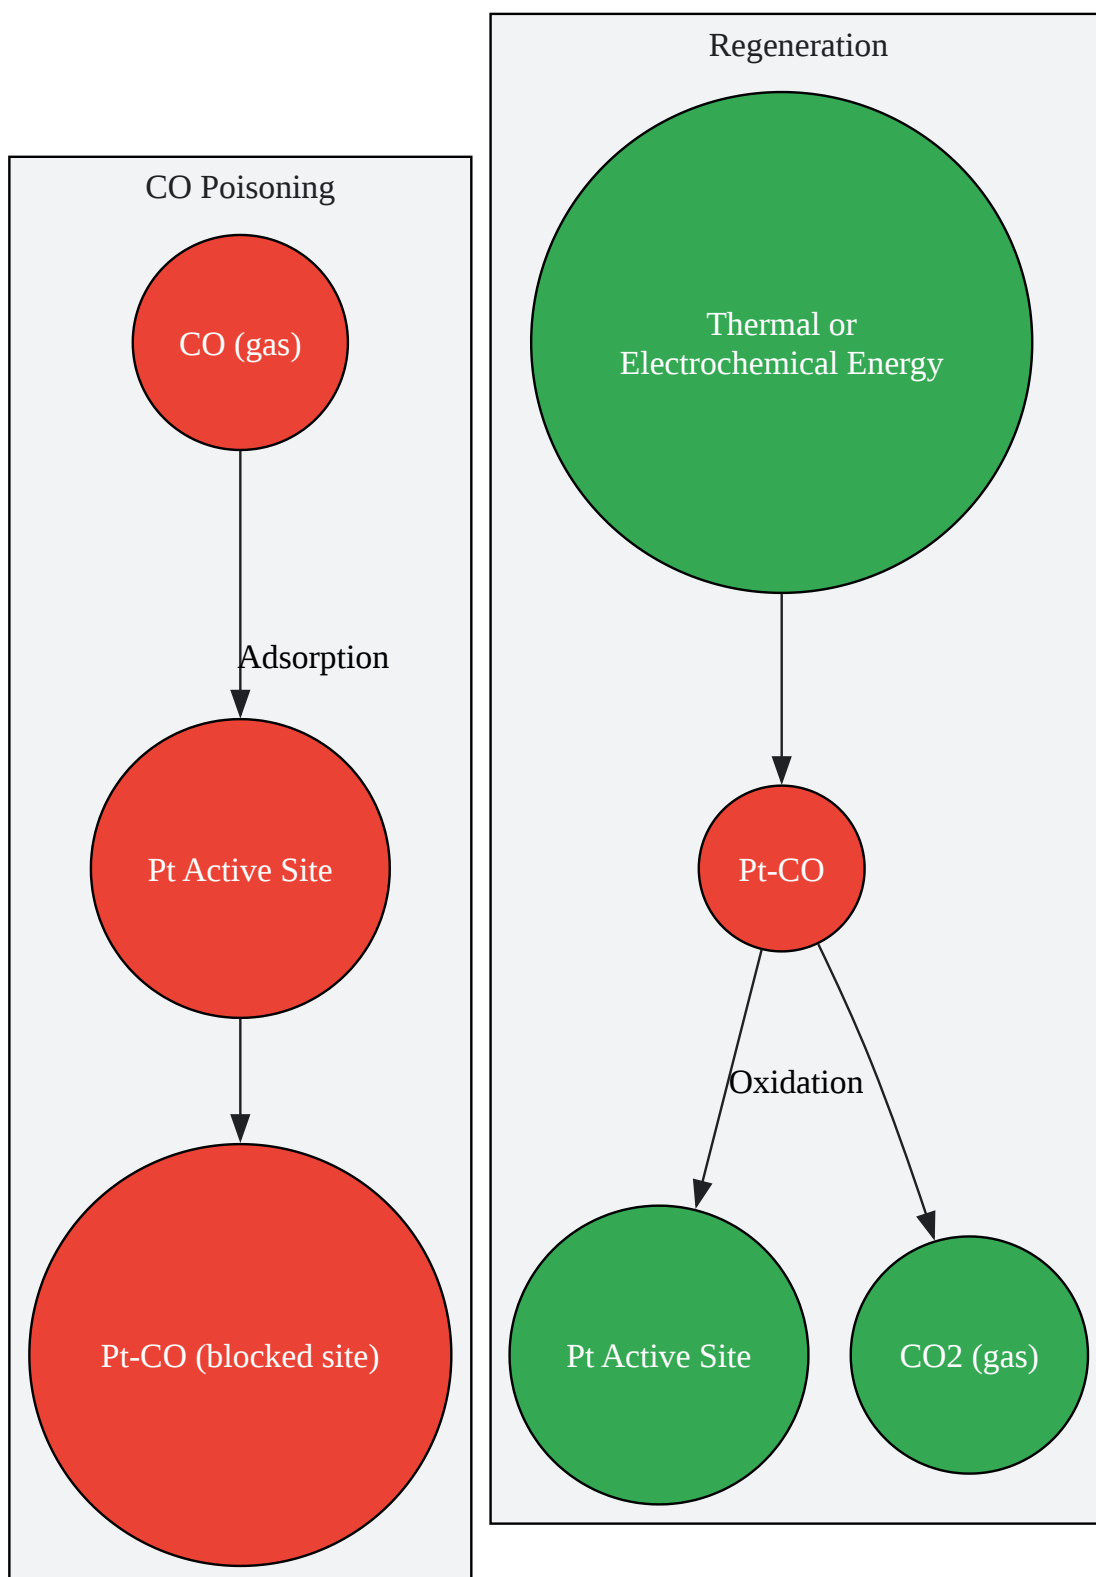 CO Poisoning
CO (gas)
Adsorption
Pt Active Site
Pt-CO (blocked site)
Regeneration
Thermal or
Electrochemical Energy
Pt-CO
Oxidation
Pt Active Site
CO2 (gas)